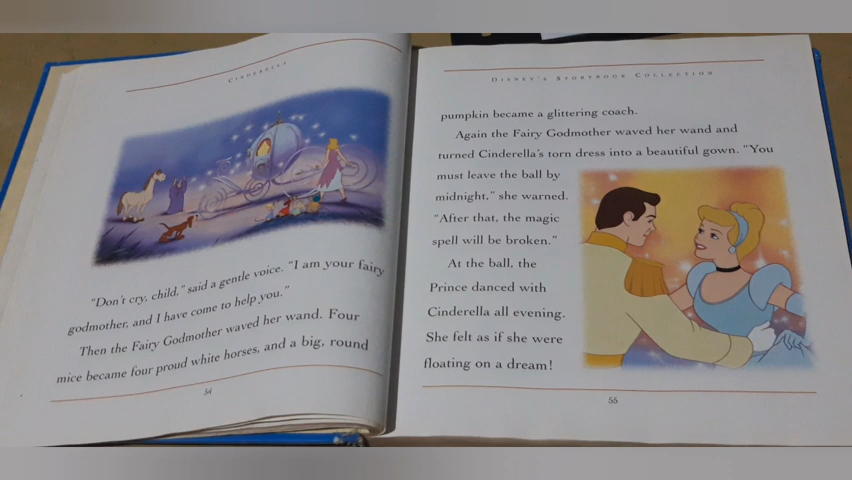 CINDERELLA
"Don't cry, child," said a gentle voice. "I am your fairy
godmother, and I have come to help you."
Then the Fairy Godmother waved her wand. Four
mice became four proud white horses, and a big, round
54
DISNEY'S STORYBOOK COLLECTION
pumpkin became a glittering coach.
Again the Fairy Godmother waved her wand and
turned Cinderella's torn dress into a beautiful gown. "You
must leave the ball by
midnight," she warned.
"After that, the magic
spell will be broken."
At the ball, the
Prince danced with
Cinderella all evening.
She felt as if she were
floating on a dream!
55